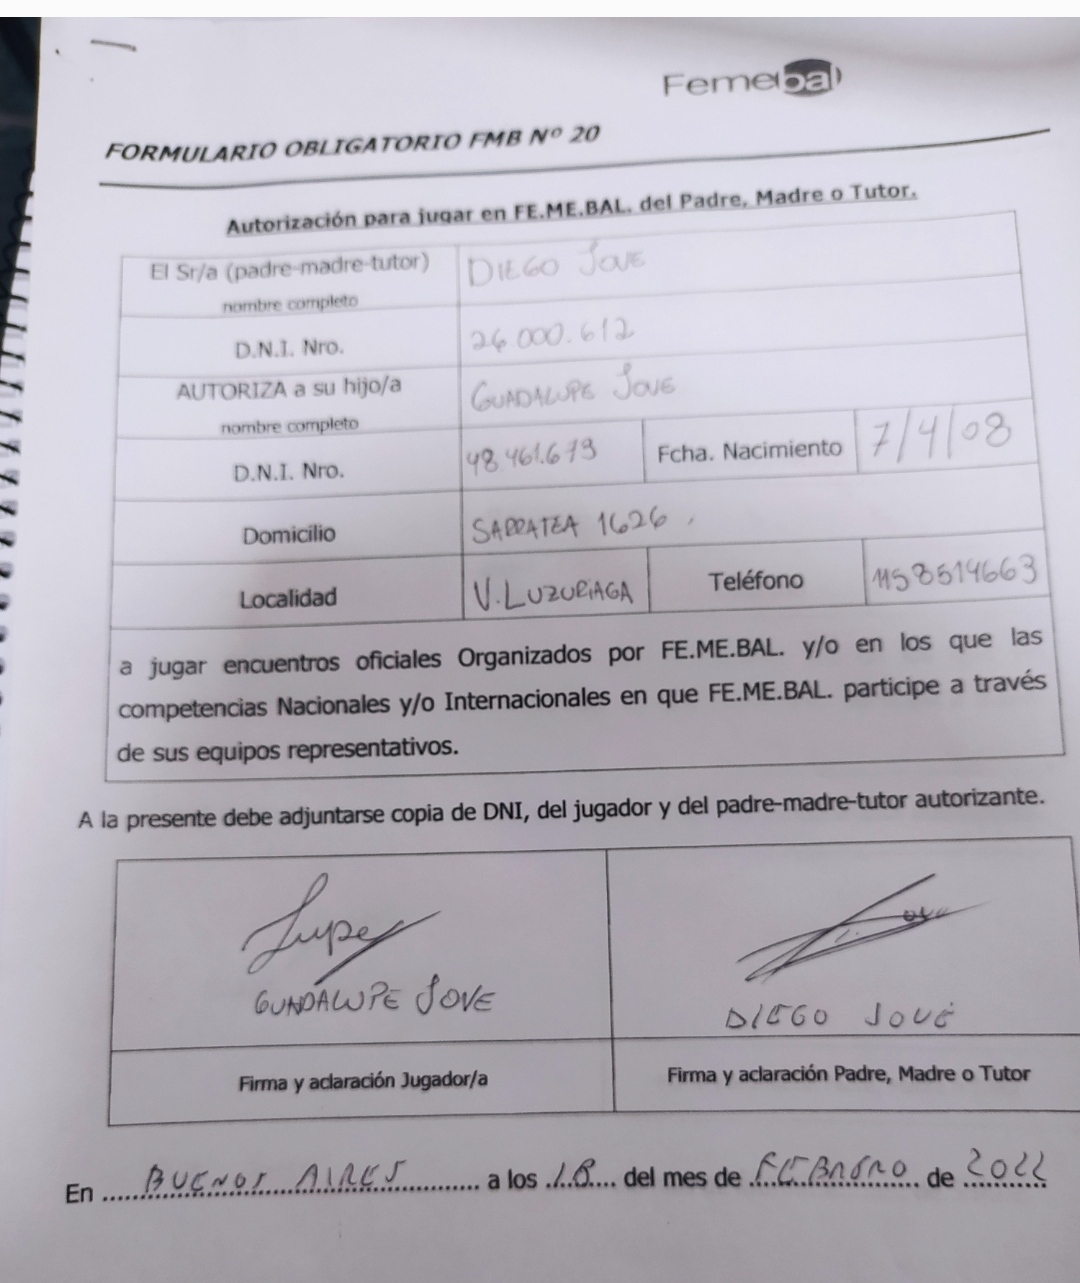 Femebal
FORMULARIO OBLIGATORIO FMB Nº 20
Autorización para jugar en FE.ME.BAL. del Padre, Madre o Tutor.
El Sr/a (padre-madre-tutor) DIEGO JOVE
nombre completo
D.N.I. Nro. 26.000.612
AUTORIZA a su hijo/a GUADALUPE JOVE
nombre completo
D.N.I. Nro. 48.461.673 Fcha. Nacimiento 7/4/08
Domicilio SARRATEA 1626.
Localidad V. LUZURIAGA Teléfono 1158514663
a jugar encuentros oficiales Organizados por FE.ME.BAL. y/o en los que las
competencias Nacionales y/o Internacionales en que FE.ME.BAL. participe a través
de sus equipos representativos.
A la presente debe adjuntarse copia de DNI, del jugador y del padre-madre-tutor autorizante.
Lupe
GUADALUPE JOVE DIEGO JOVE
Firma y aclaración Jugador/a Firma y aclaración Padre, Madre o Tutor
En BUENOS AIRES a los 18 del mes de FEBRERO de 2022